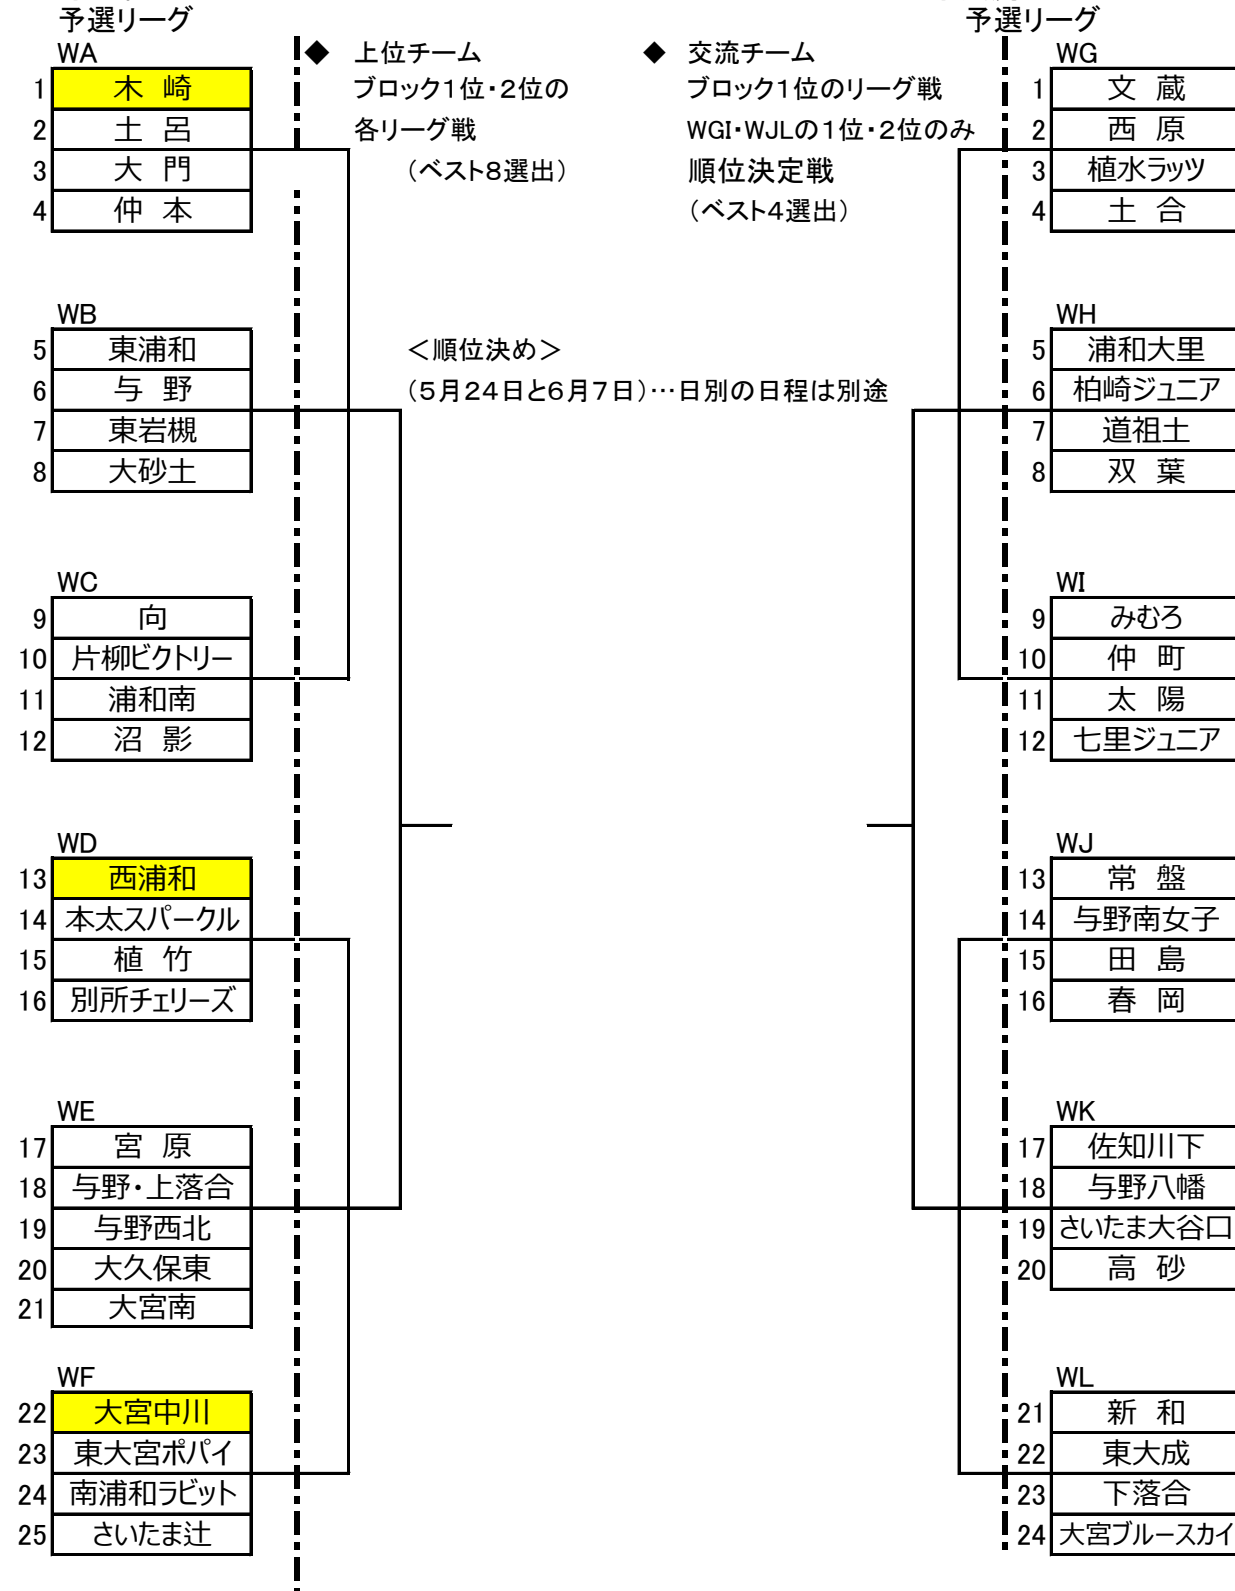 予選リーグ
WA
1 木 崎
2 土 呂
3 大 門
4 仲 本
WB
5 東浦和
6 与 野
7 東岩槻
8 大砂土
WC
9 向
10 片柳ビクトリー
11 浦和南
12 沼 影
WD
13 西浦和
14 本太スパークル
15 植 竹
16 別所チェリーズ
WE
17 宮 原
18 与野・上落合
19 与野西北
20 大久保東
21 大宮南
WF
22 大宮中川
23 東大宮ポパイ
24 南浦和ラビット
25 さいたま辻
◆ 上位チーム
ブロック1位・2位の
各リーグ戦
（ベスト8選出）
◆ 交流チーム
ブロック1位のリーグ戦
WGI・WJLの1位・2位のみ
順位決定戦
（ベスト4選出）
＜順位決め＞
（5月24日と6月7日）…日別の日程は別途
予選リーグ
WG
1 文 蔵
2 西 原
3 植水ラッツ
4 土 合
WH
5 浦和大里
6 柏崎ジュニア
7 道祖土
8 双 葉
WI
9 みむろ
10 仲 町
11 太 陽
12 七里ジュニア
WJ
13 常 盤
14 与野南女子
15 田 島
16 春 岡
WK
17 佐知川下
18 与野八幡
19 さいたま大谷口
20 高 砂
WL
21 新 和
22 東大成
23 下落合
24 大宮ブルースカイ